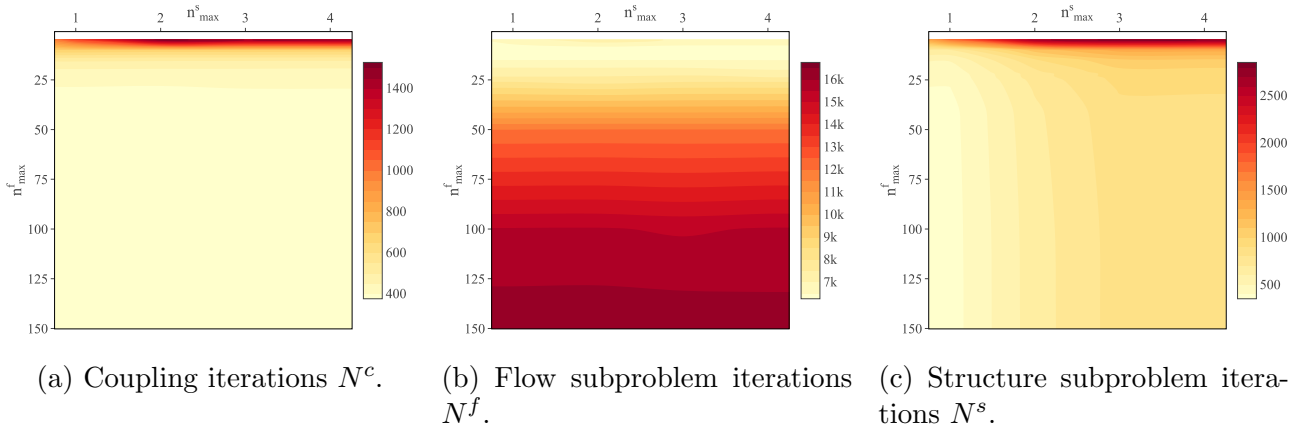 n^s_max
1 2 3 4
25
50
75
100
125
150
n^f_max
1400
1200
1000
800
600
400
n^s_max
1 2 3 4
25
50
75
100
125
150
n^f_max
16k
15k
14k
13k
12k
11k
10k
9k
8k
7k
n^s_max
1 2 3 4
25
50
75
100
125
150
n^f_max
2500
2000
1500
1000
500
(a) Coupling iterations N^c.
(b) Flow subproblem iterations
N^f.
(c) Structure subproblem itera-
tions N^s.